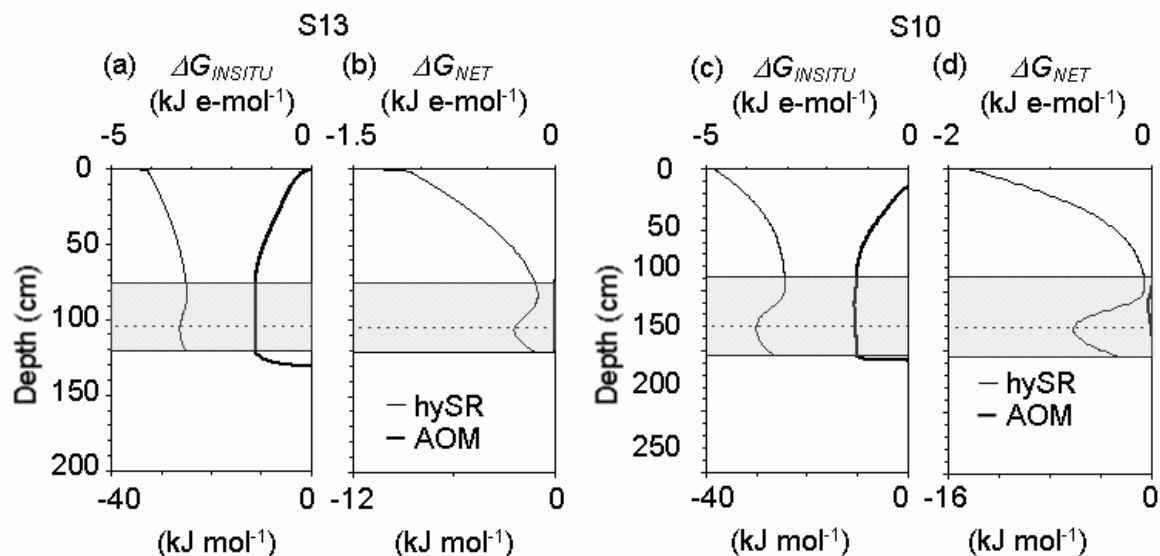 S13 S10
(a) ΔG_INSITU (b) ΔG_NET (c) ΔG_INSITU (d) ΔG_NET
(kJ e-mol⁻¹) (kJ e-mol⁻¹) (kJ e-mol⁻¹) (kJ e-mol⁻¹)
-5 0 -1.5 0 -5 0 -2 0
Depth (cm)
0
50
100
150
200
hySR
AOM
Depth (cm)
0
50
100
150
200
250
hySR
AOM
-40 0 -12 0 -40 0 -16 0
(kJ mol⁻¹) (kJ mol⁻¹) (kJ mol⁻¹) (kJ mol⁻¹)